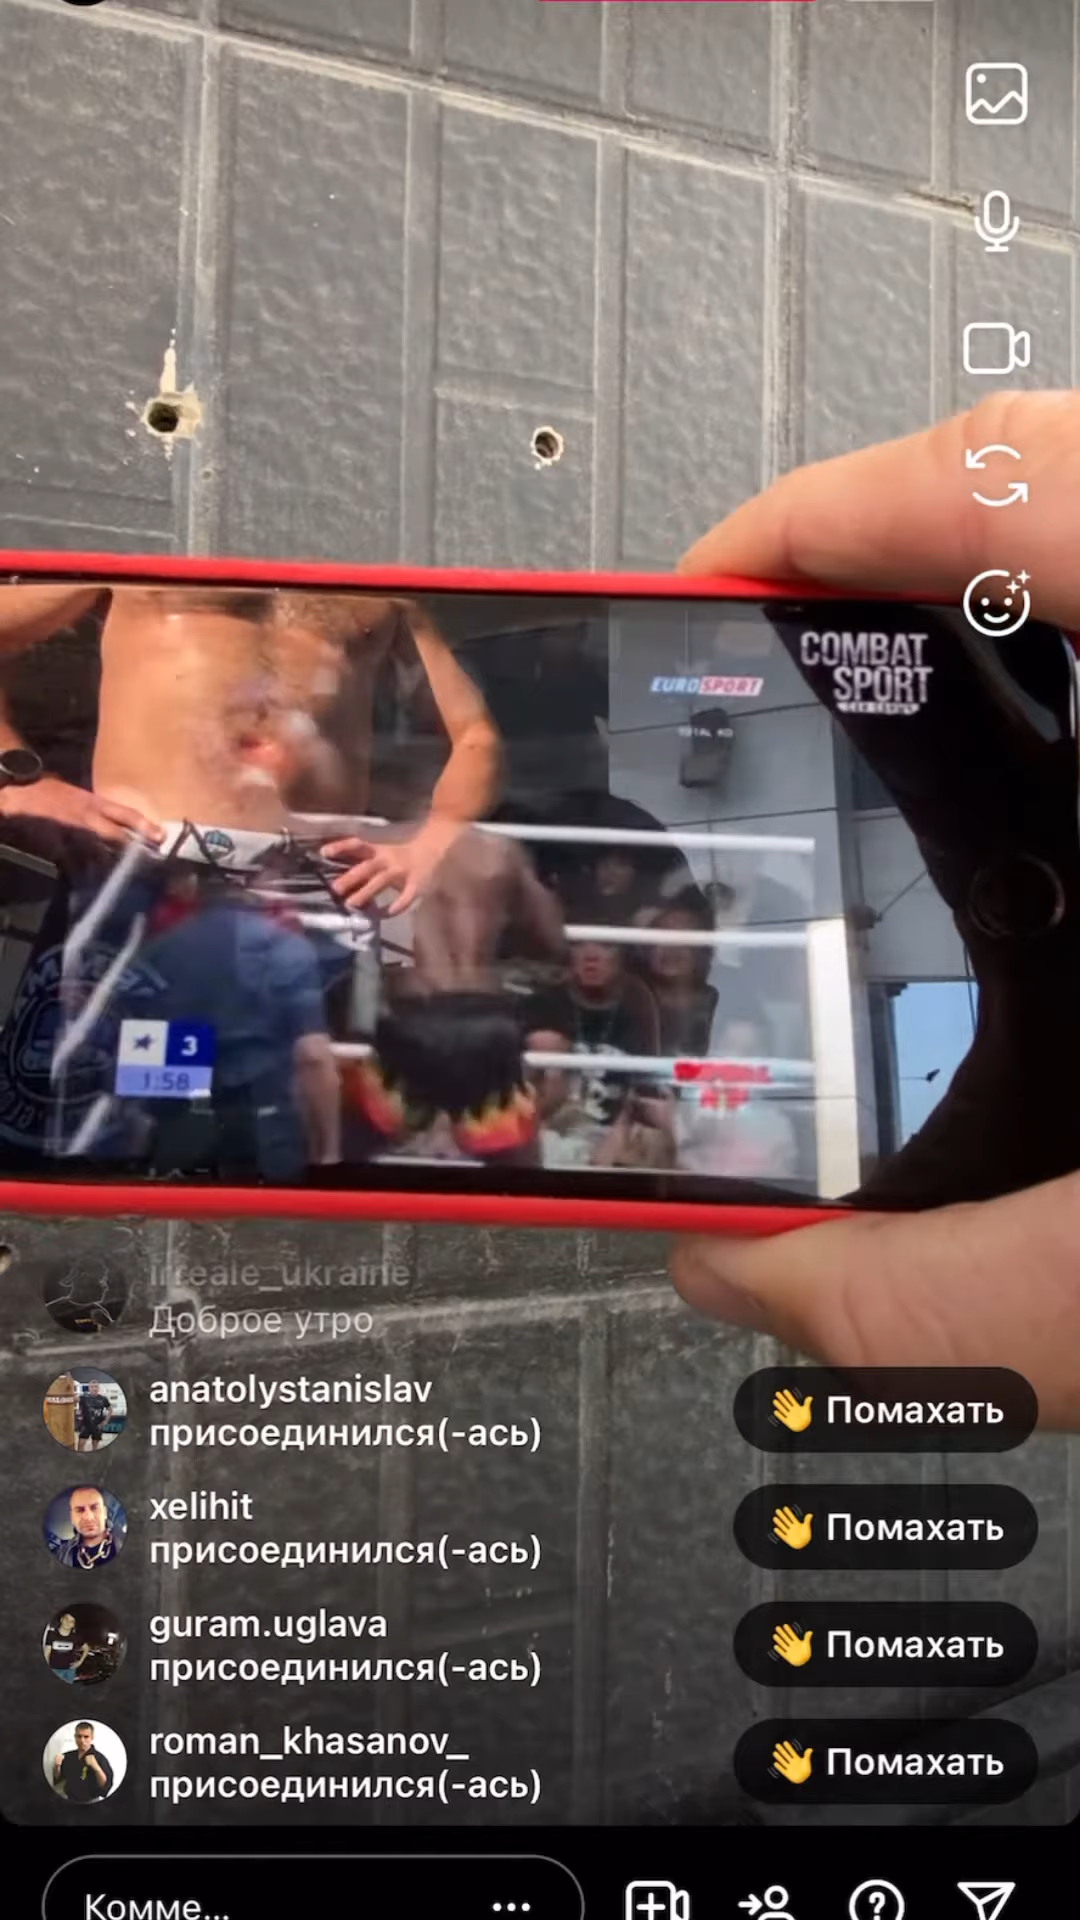 COMBAT
SPORT
EUROSPORT
3
1:58
irreale_ukraine
Доброе утро
anatolystanislav
присоединился(-ась)
👋 Помахать
xelihit
присоединился(-ась)
👋 Помахать
guram.uglava
присоединился(-ась)
👋 Помахать
roman_khasanov_
присоединился(-ась)
👋 Помахать
Комме...